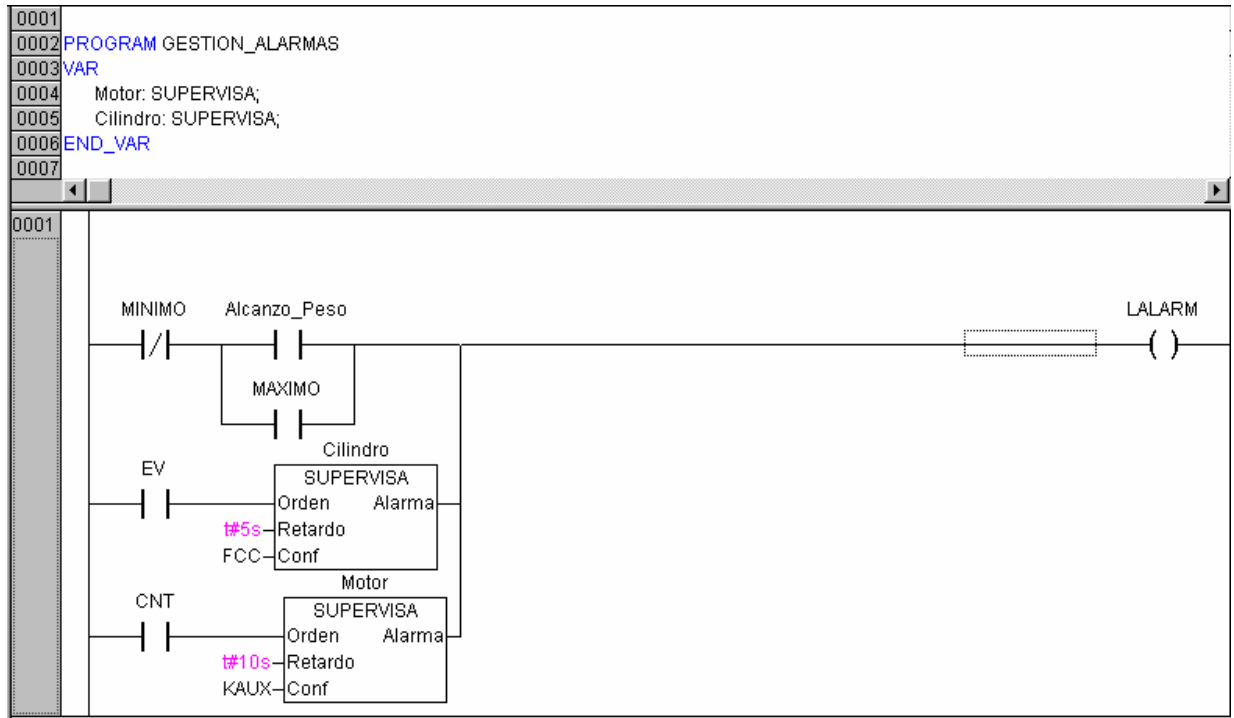 0001
0002 PROGRAM GESTION_ALARMAS
0003 VAR
0004 Motor: SUPERVISA;
0005 Cilindro: SUPERVISA;
0006 END_VAR
0007
0001
MINIMO Alcanzo_Peso LALARM
MAXIMO
Cilindro
EV SUPERVISA
Orden Alarma
t#5s Retardo
FCC Conf
Motor
CNT SUPERVISA
Orden Alarma
t#10s Retardo
KAUX Conf